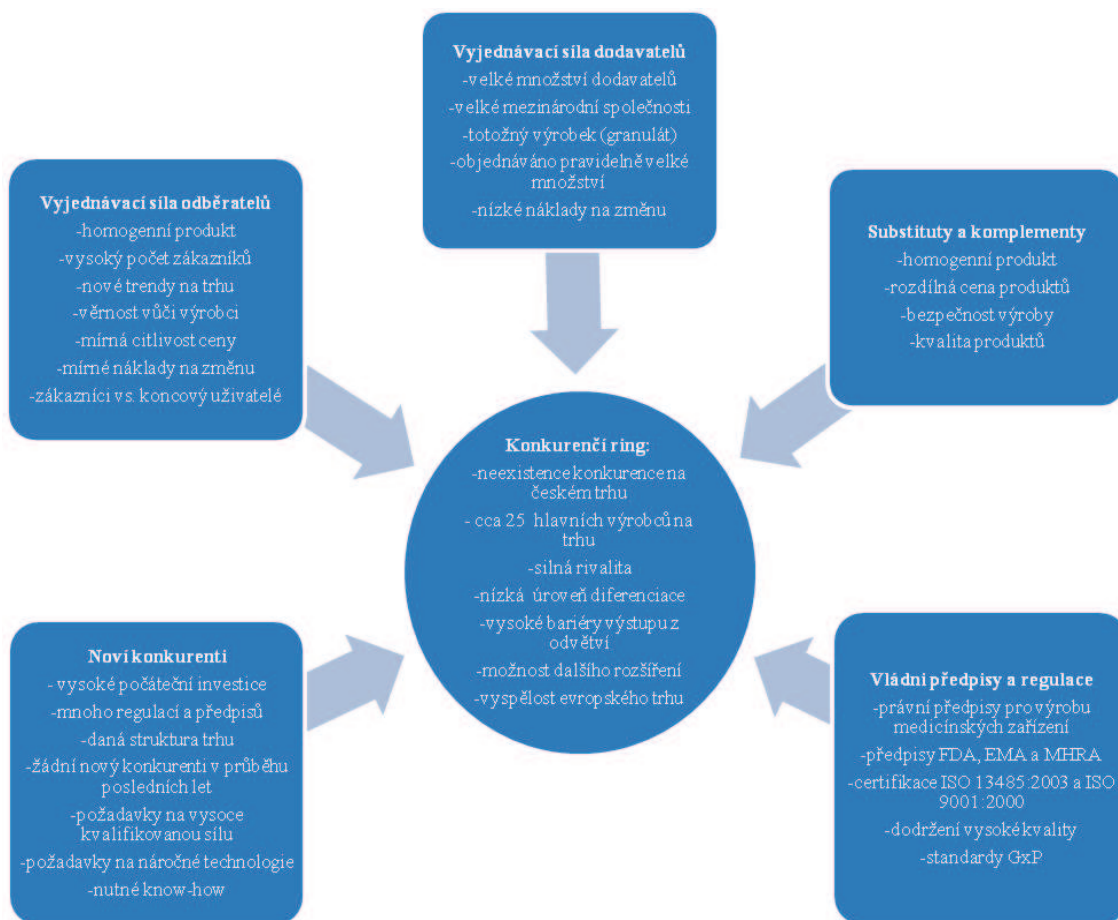 Vyjednávací síla dodavatelů
-velké množství dodavatelů
-velké mezinárodní společnosti
-totožný výrobek (granulát)
-objednáváno pravidelně velké
množství
-nízké náklady na změnu
Vyjednávací síla odběratelů
-homogenní produkt
-vysoký počet zákazníků
-nové trendy na trhu
-věrnost vůči výrobci
-mírná citlivost ceny
-mírné náklady na změnu
-zákazníci vs. koncový uživatelé
Substituty a komplementy
-homogenní produkt
-rozdílná cena produktů
-bezpečnost výroby
-kvalita produktů
Konkurenčí ring:
-neexistence konkurence na
českém trhu
- cca 25 hlavních výrobců na
trhu
-silná rivalita
-nízká úroveň diferenciace
-vysoké bariéry výstupu z
odvětví
-možnost dalšího rozšíření
-vyspělost evropského trhu
Noví konkurenti
- vysoké počáteční investice
-mnoho regulací a předpisů
-daná struktura trhu
-žádní nový konkurenti v průběhu
posledních let
-požadavky na vysoce
kvalifikovanou sílu
-požadavky na náročné technologie
-nutné know-how
Vládní předpisy a regulace
-právní předpisy pro výrobu
medicínských zařízení
-předpisy FDA, EMA a MHRA
-certifikace ISO 13485:2003 a ISO
9001:2000
-dodržení vysoké kvality
-standardy GxP